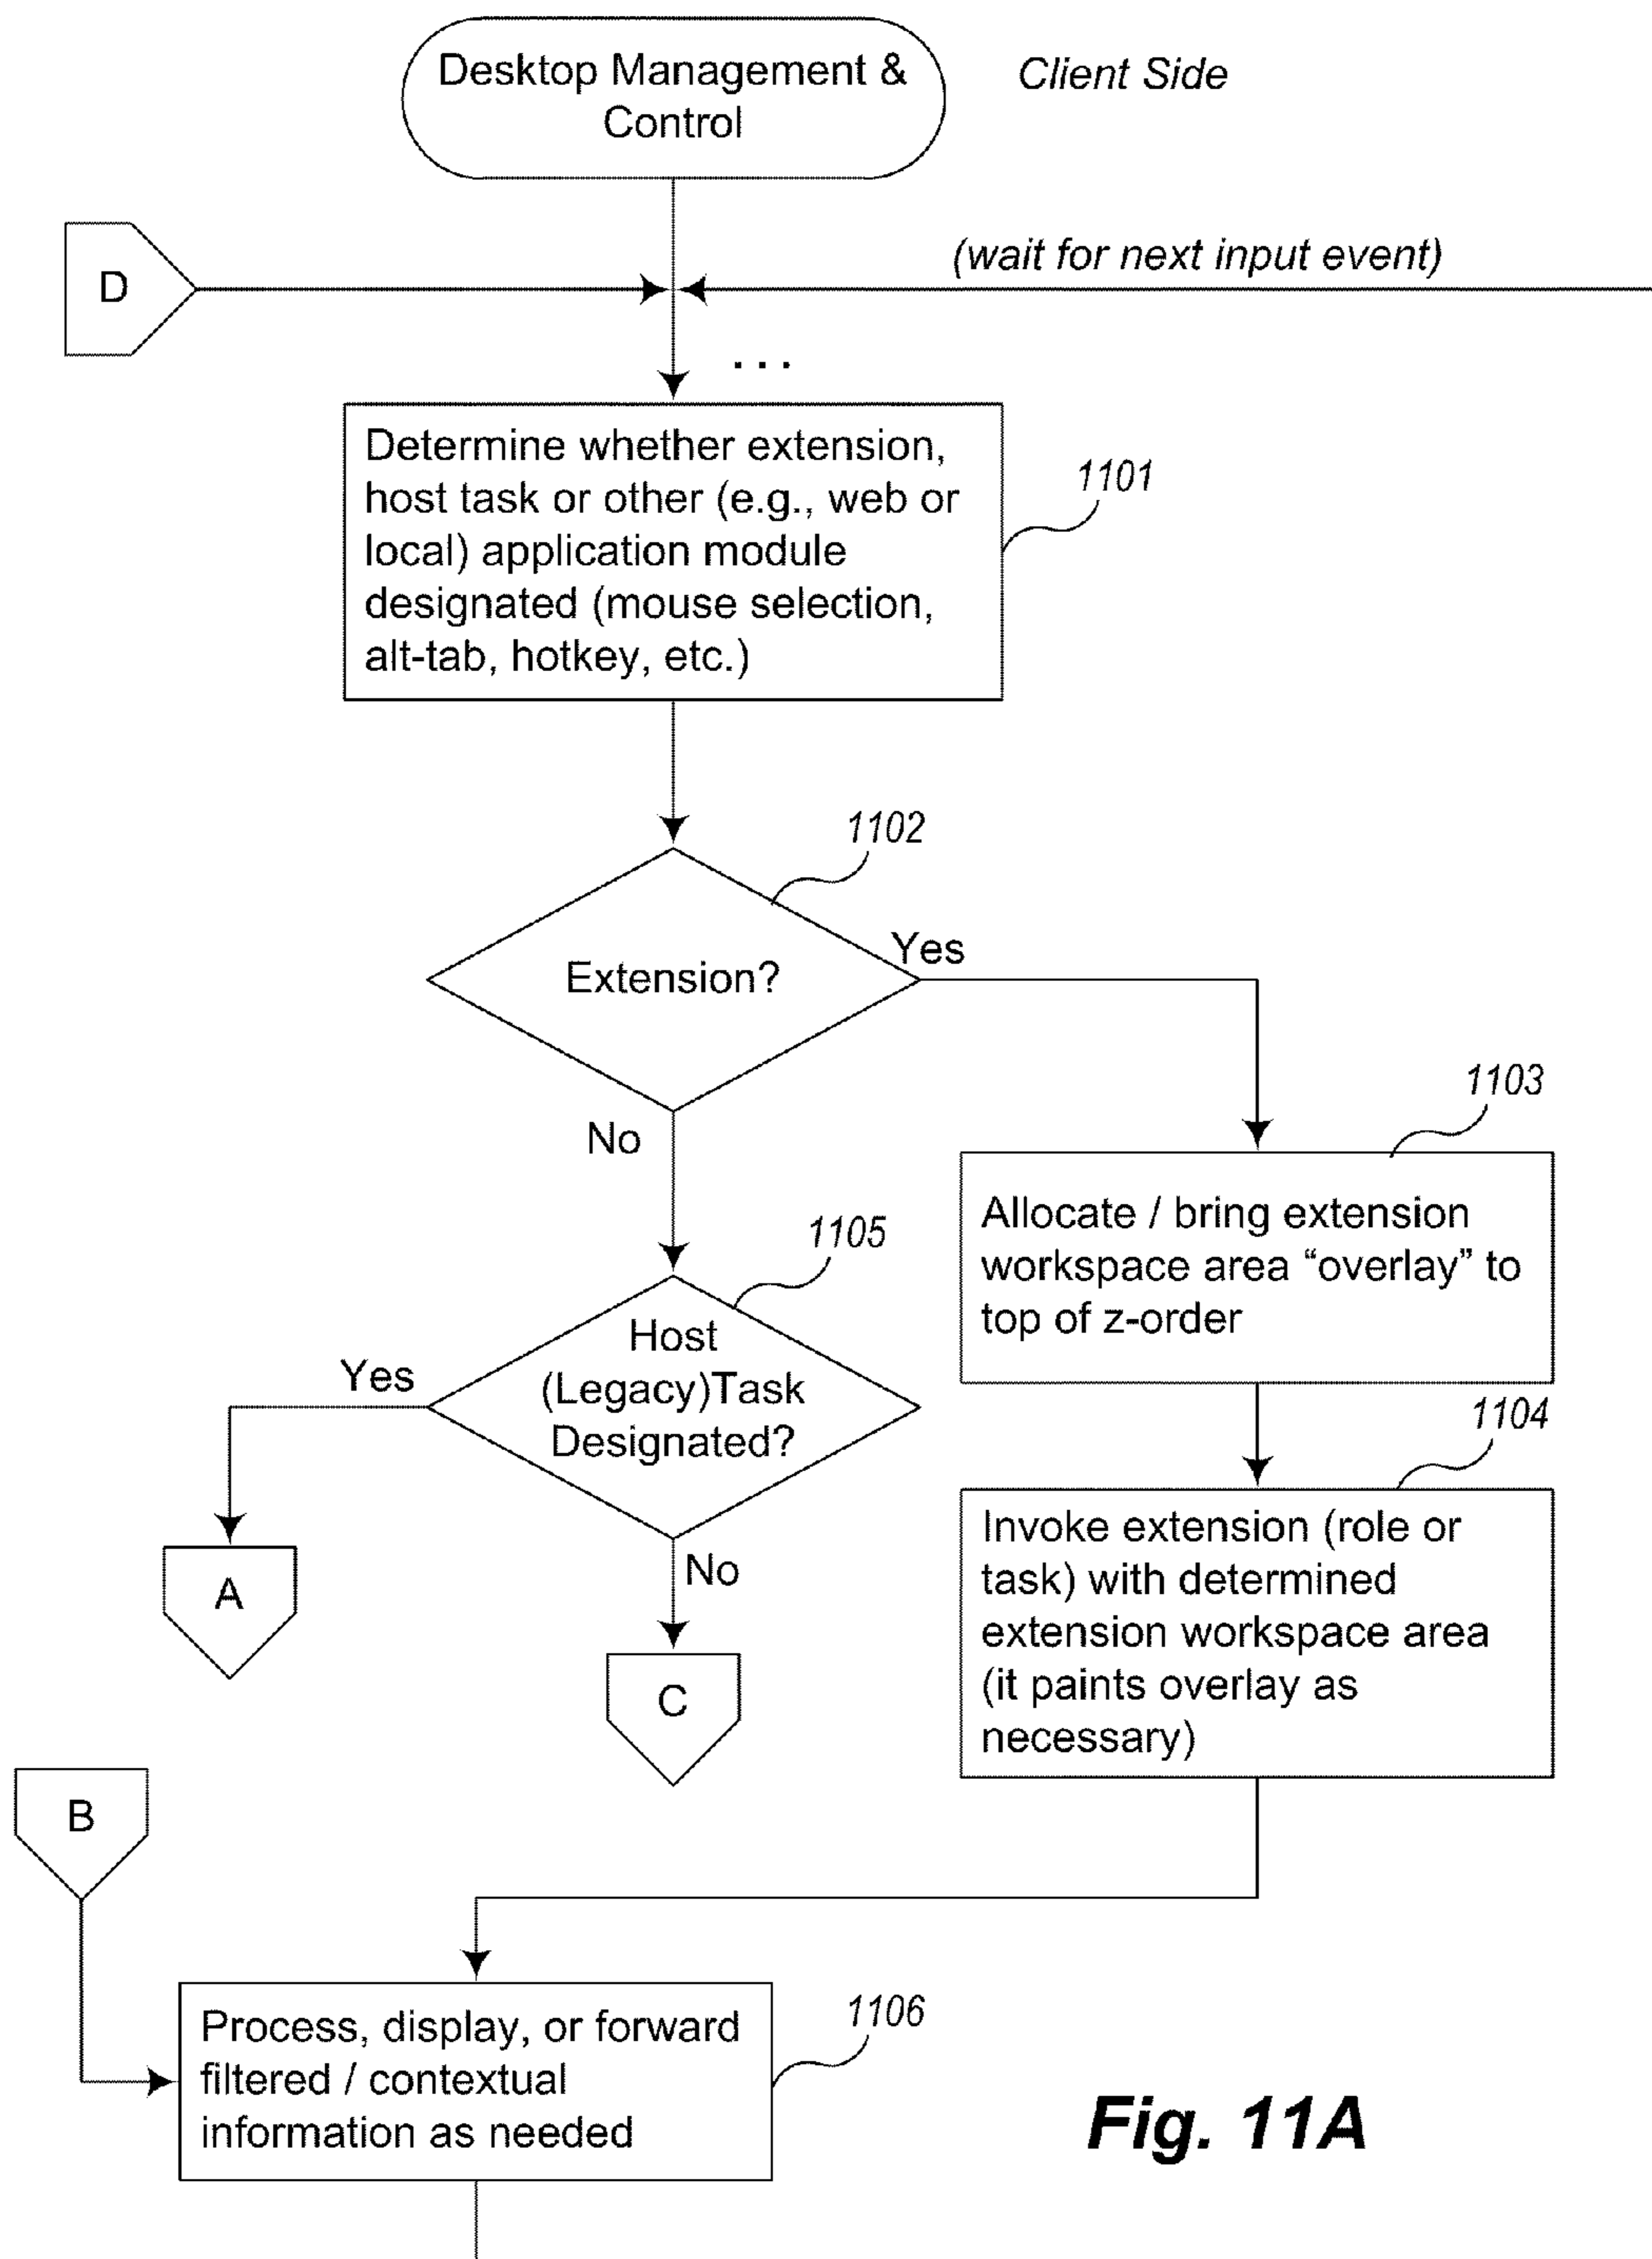 Desktop Management &
Control
Client Side
D
(wait for next input event)
...
Determine whether extension,
host task or other (e.g., web or
local) application module
designated (mouse selection,
alt-tab, hotkey, etc.)
1101
1102
Extension?
Yes
No
1103
Allocate / bring extension
workspace area “overlay” to
top of z-order
1105
Host
(Legacy)Task
Designated?
Yes
No
A
C
1104
Invoke extension (role or
task) with determined
extension workspace area
(it paints overlay as
necessary)
B
Process, display, or forward
filtered / contextual
information as needed
1106
Fig. 11A